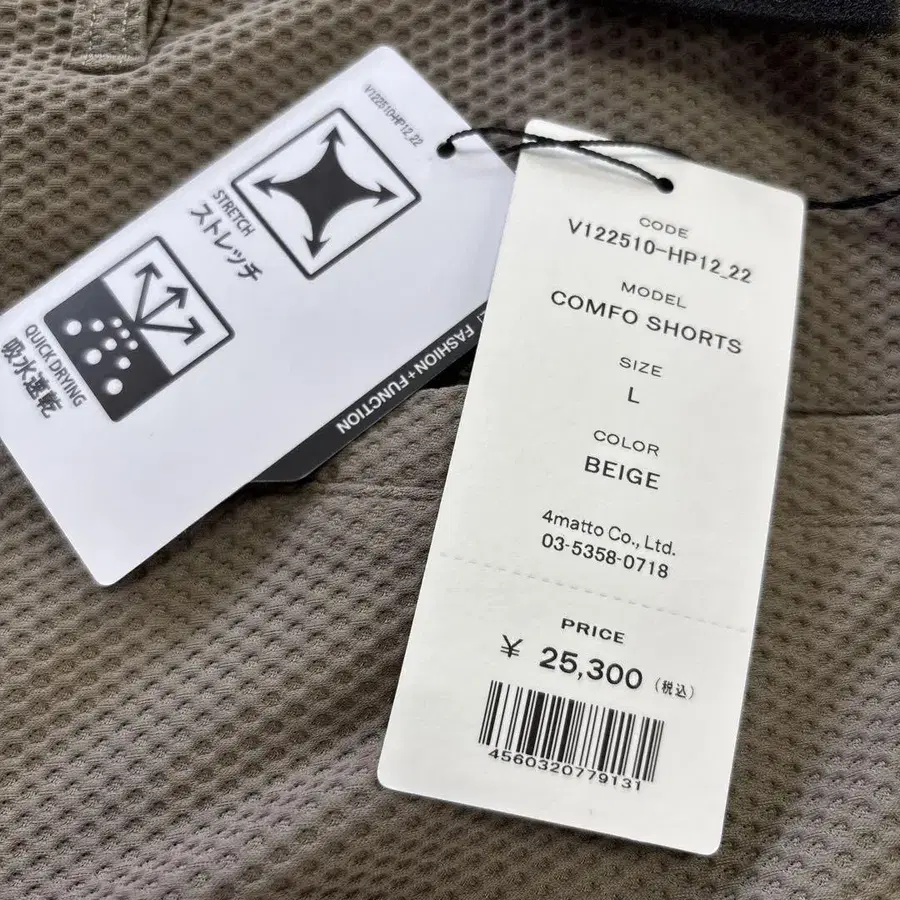 V122510-HP12_22
STRETCH
ストレッチ
QUICK DRYING
吸水速乾
FASHION + FUNCTION
CODE
V122510-HP12_22
MODEL
COMFO SHORTS
SIZE
L
COLOR
BEIGE
4matto Co., Ltd.
03-5358-0718
PRICE
¥ 25,300 (税込)
4560320779131